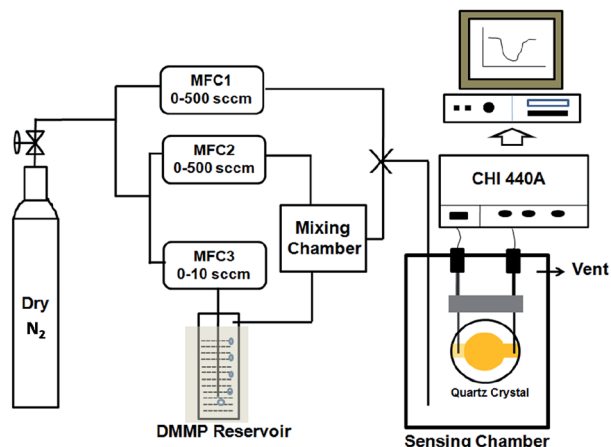 MFC1
0-500 sccm
MFC2
0-500 sccm
MFC3
0-10 sccm
Mixing
Chamber
Dry
N₂
DMMP Reservoir
CHI 440A
Vent
Quartz Crystal
Sensing Chamber